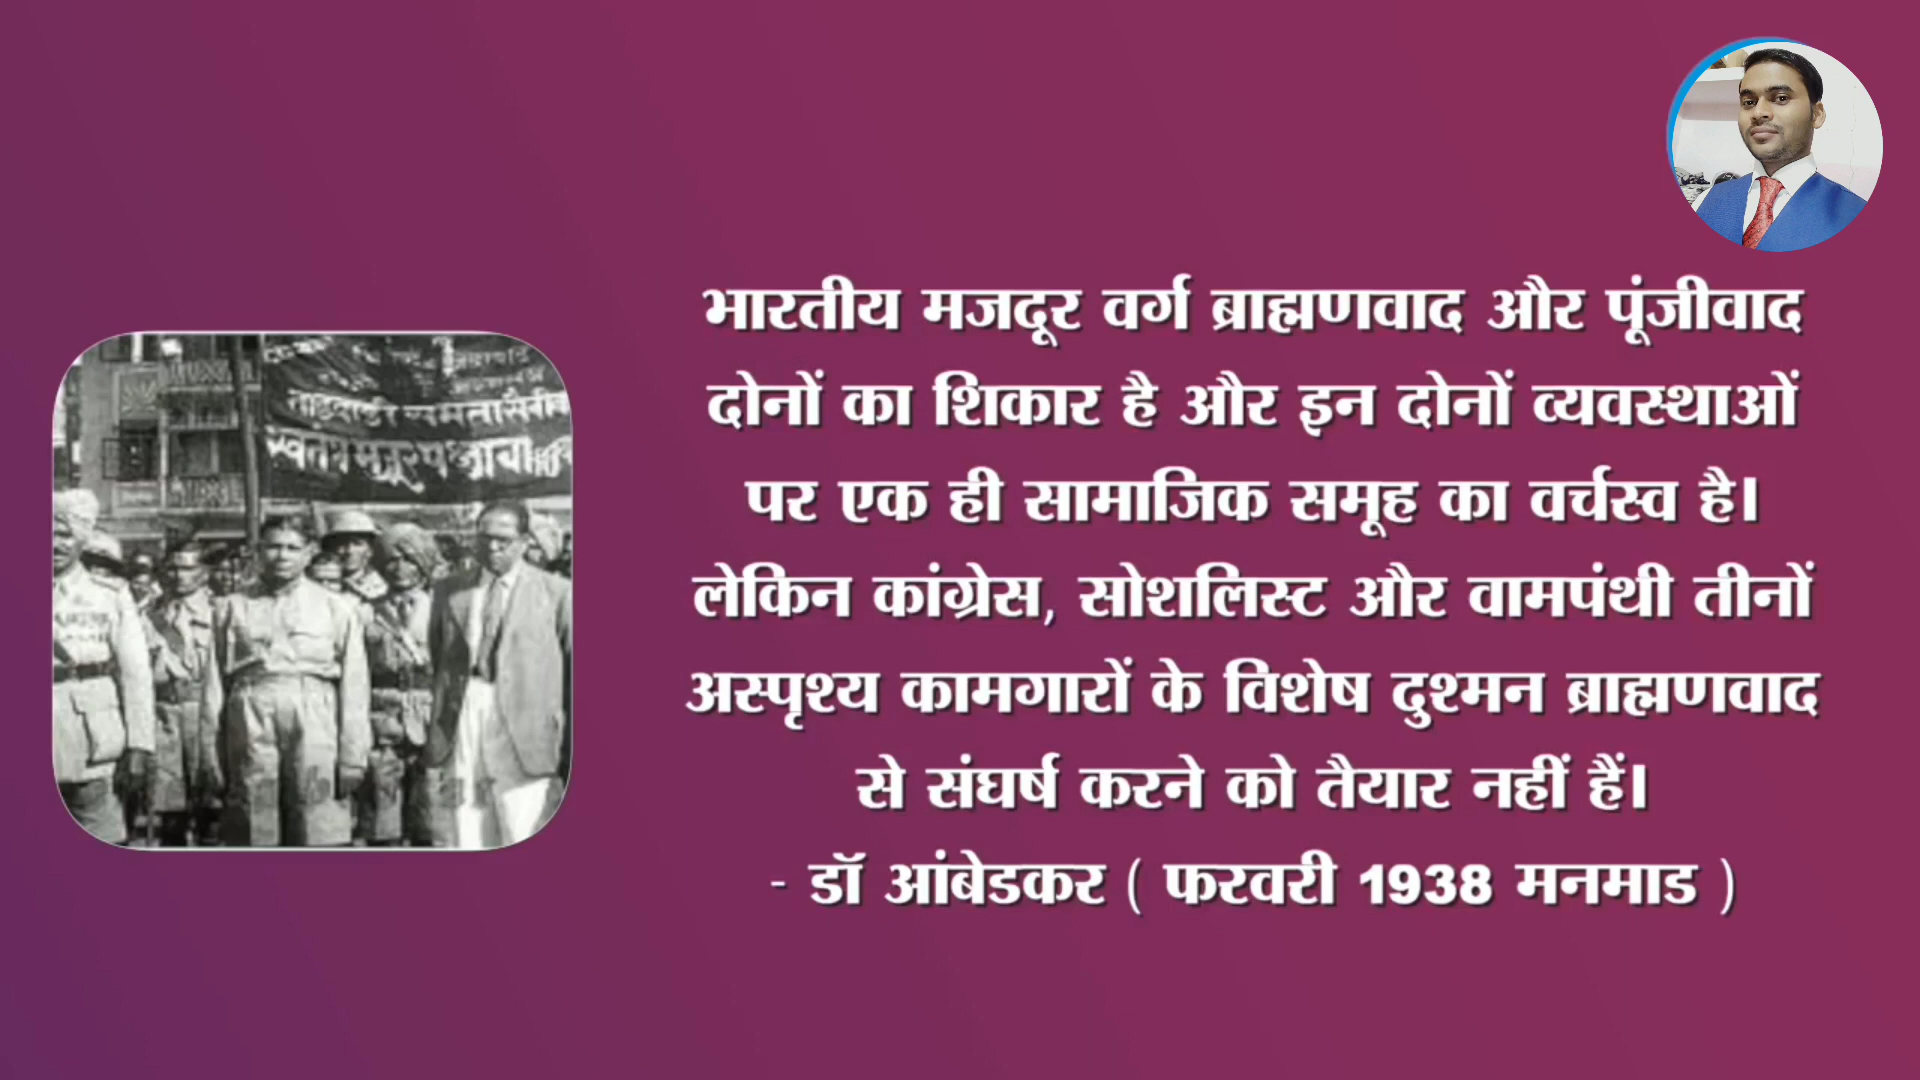 भारतीय मजदूर वर्ग ब्राह्मणवाद और पूंजीवाद
दोनों का शिकार है और इन दोनों व्यवस्थाओं
पर एक ही सामाजिक समूह का वर्चस्व है।
लेकिन कांग्रेस, सोशलिस्ट और वामपंथी तीनों
अस्पृश्य कामगारों के विशेष दुश्मन ब्राह्मणवाद
से संघर्ष करने को तैयार नहीं हैं।
- डॉ आंबेडकर ( फरवरी 1938 मनमाड )